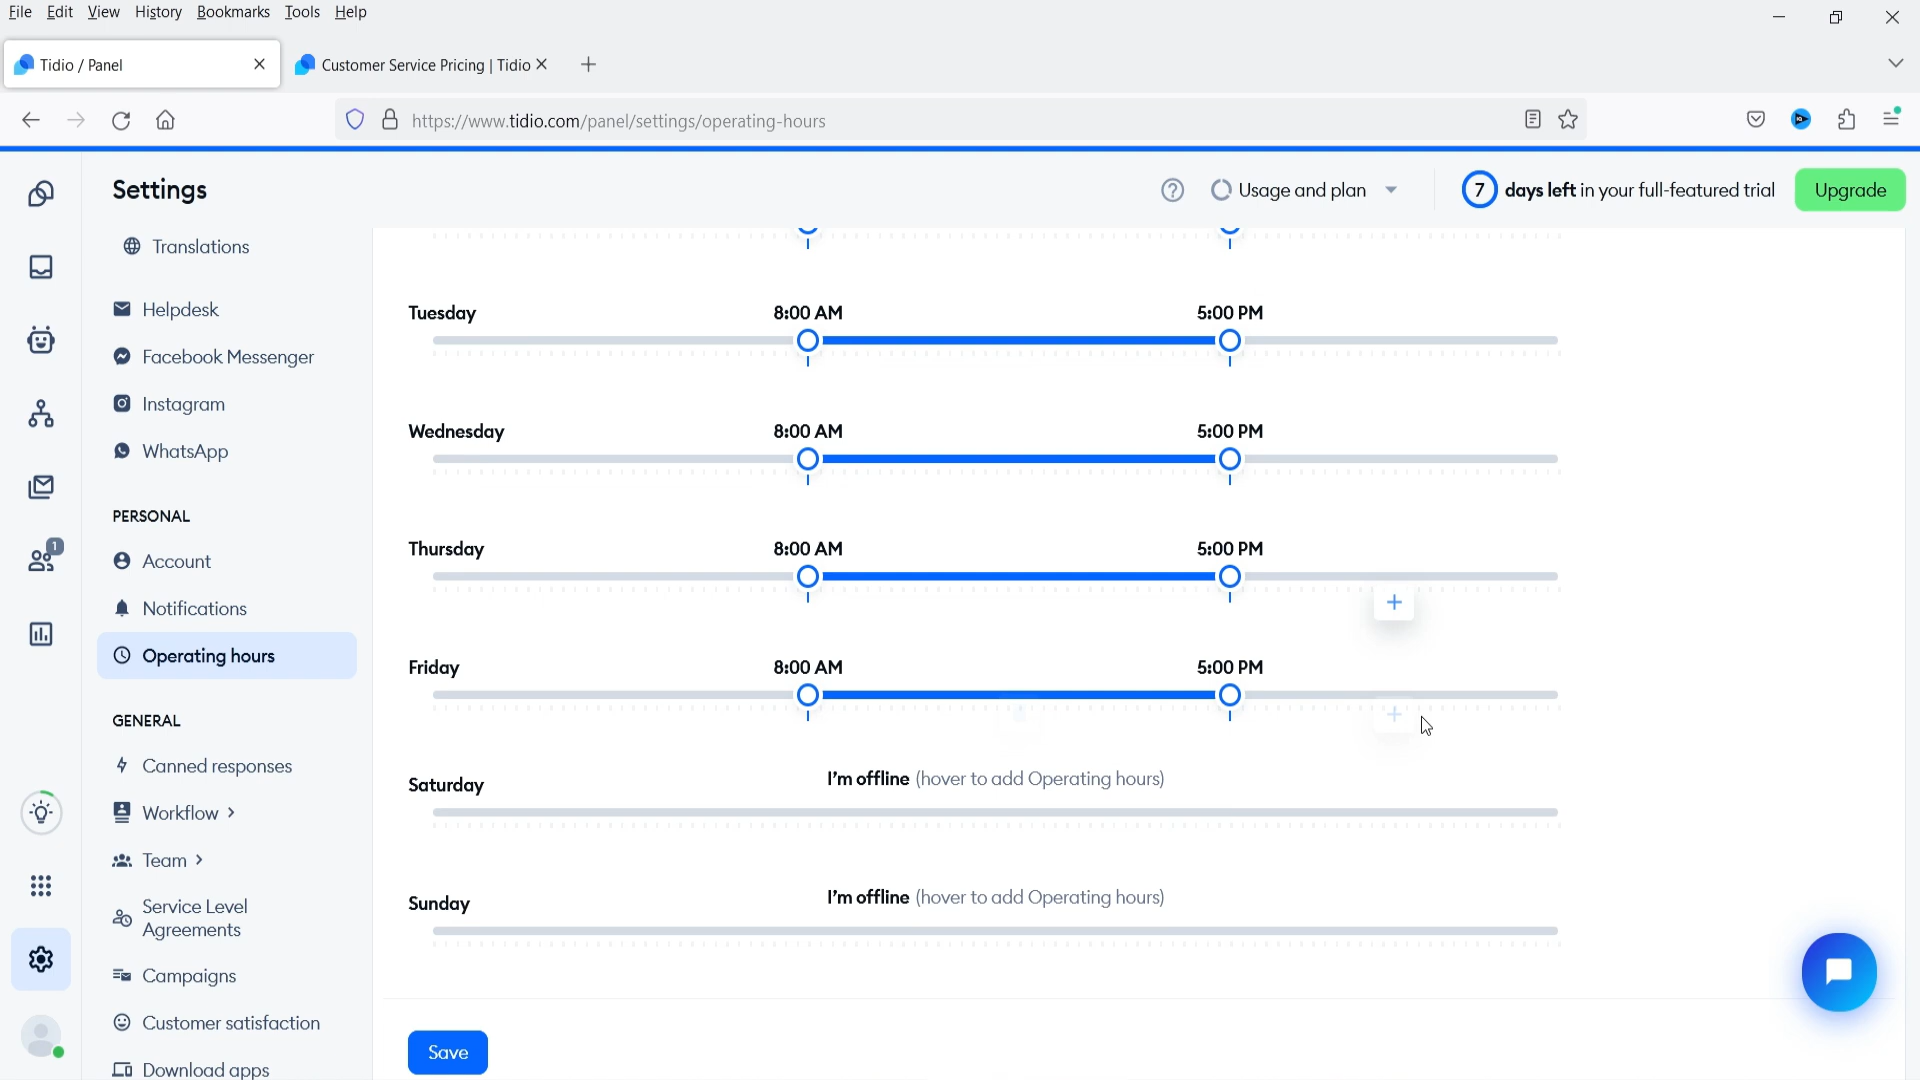 File Edit View History Bookmarks Tools Help
Tidio / Panel
Customer Service Pricing | Tidio
https://www.tidio.com/panel/settings/operating-hours
Settings
Usage and plan
7 days left in your full-featured trial
Upgrade
Translations
Helpdesk
Facebook Messenger
Instagram
WhatsApp
PERSONAL
Account
Notifications
Operating hours
GENERAL
Canned responses
Workflow
Team
Service Level
Agreements
Campaigns
Customer satisfaction
Download apps
1
Tuesday 8:00 AM 5:00 PM
Wednesday 8:00 AM 5:00 PM
Thursday 8:00 AM 5:00 PM
Friday 8:00 AM 5:00 PM
Saturday I'm offline (hover to add Operating hours)
Sunday I'm offline (hover to add Operating hours)
Save